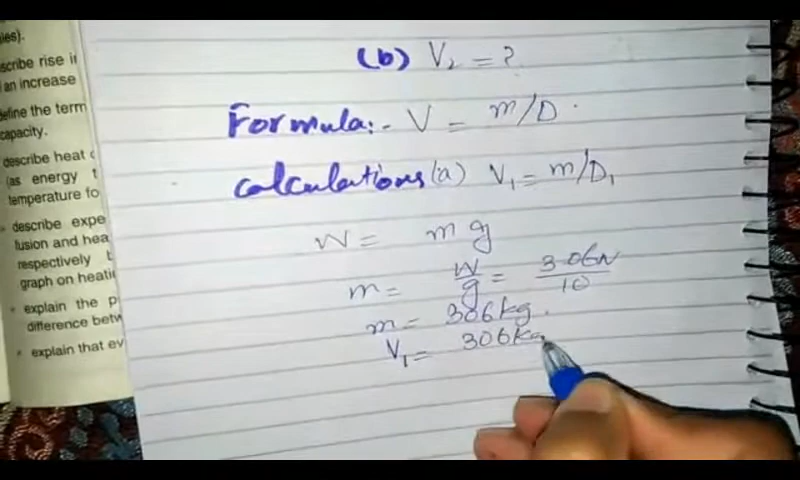 ies).
scribe rise i
an increase
efine the term
capacity.
describe heat c
(as energy t
temperature fo
describe expe
fusion and hea
respectively b
graph on heati
explain the p
difference betw
explain that ev
(b) V₂ = ?
Formula:- V = m/D .
calculations (a) V₁ = m/D₁
W = mg
m = W/g = 3.06N/10
m = 306kg .
V₁ = 306kg